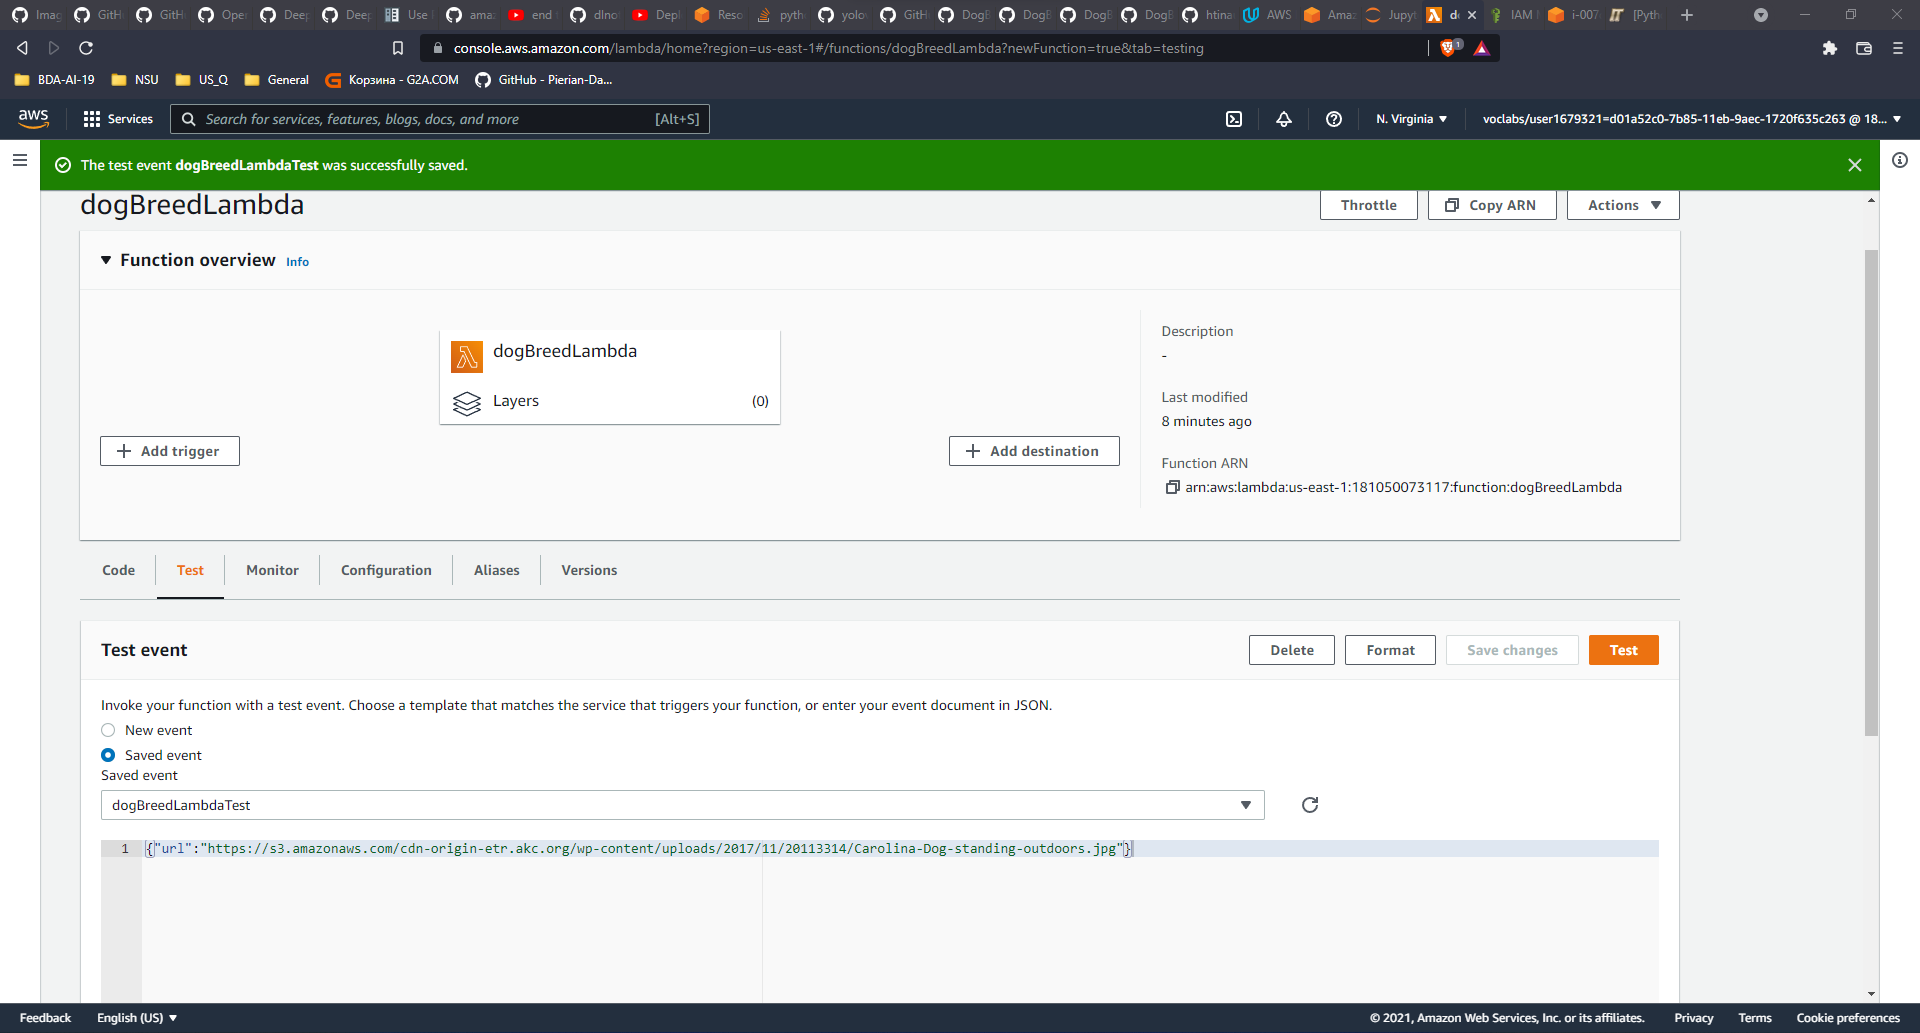 Imag GitH GitH Oper Deep Deep Use amaz end dlno Depl Reso pyth yolo GitH DogB DogB DogB DogB htina AWS Amaz Jupyt d IAM i-007 [Pyth
console.aws.amazon.com/lambda/home?region=us-east-1#/functions/dogBreedLambda?newFunction=true&tab=testing 1
BDA-AI-19 NSU US_Q General Корзина - G2A.COM GitHub - Pierian-Da...
aws Services Search for services, features, blogs, docs, and more [Alt+S] N. Virginia voclabs/user1679321=d01a52c0-7b85-11eb-9aec-1720f635c263 @ 18...
The test event dogBreedLambdaTest was successfully saved.
dogBreedLambda Throttle Copy ARN Actions
Function overview Info
dogBreedLambda
Layers (0)
Add trigger
Add destination
Description
-
Last modified
8 minutes ago
Function ARN
arn:aws:lambda:us-east-1:181050073117:function:dogBreedLambda
Code Test Monitor Configuration Aliases Versions
Test event Delete Format Save changes Test
Invoke your function with a test event. Choose a template that matches the service that triggers your function, or enter your event document in JSON.
New event
Saved event
Saved event
dogBreedLambdaTest
1 {"url":"https://s3.amazonaws.com/cdn-origin-etr.akc.org/wp-content/uploads/2017/11/20113314/Carolina-Dog-standing-outdoors.jpg"}
Feedback English (US) © 2021, Amazon Web Services, Inc. or its affiliates. Privacy Terms Cookie preferences